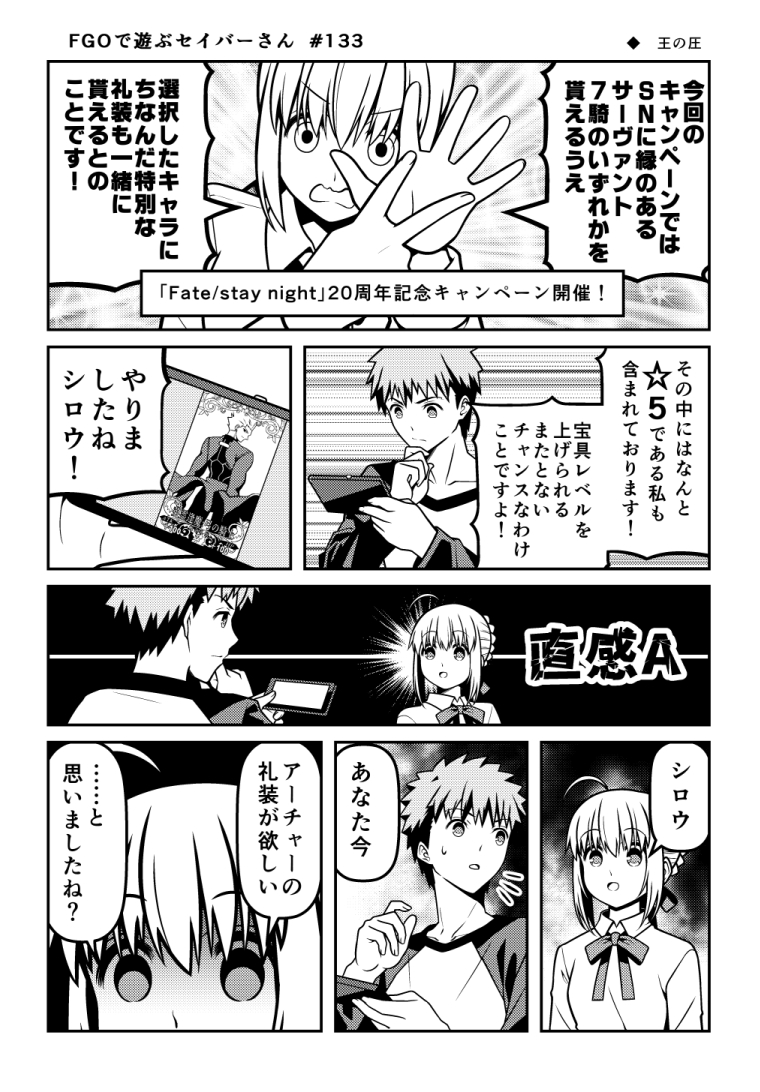 FGOで遊ぶセイバーさん #133
◆ 王の圧
今回の
キャンペーンでは
SNに縁のある
サーヴァント
7騎のいずれかを
貰えるうえ
選択したキャラに
ちなんだ特別な
礼装も一緒に
貰えるとの
ことです!
「Fate/stay night」20周年記念キャンペーン開催!
その中にはなんと
☆5である私も
含まれております!
宝具レベルを
上げられる
またとない
チャンスなわけ
ことですよ!
やりま
したね
シロウ!
直感A
シロウ
あなた今
アーチャーの
礼装が欲しい
……と
思いましたね?